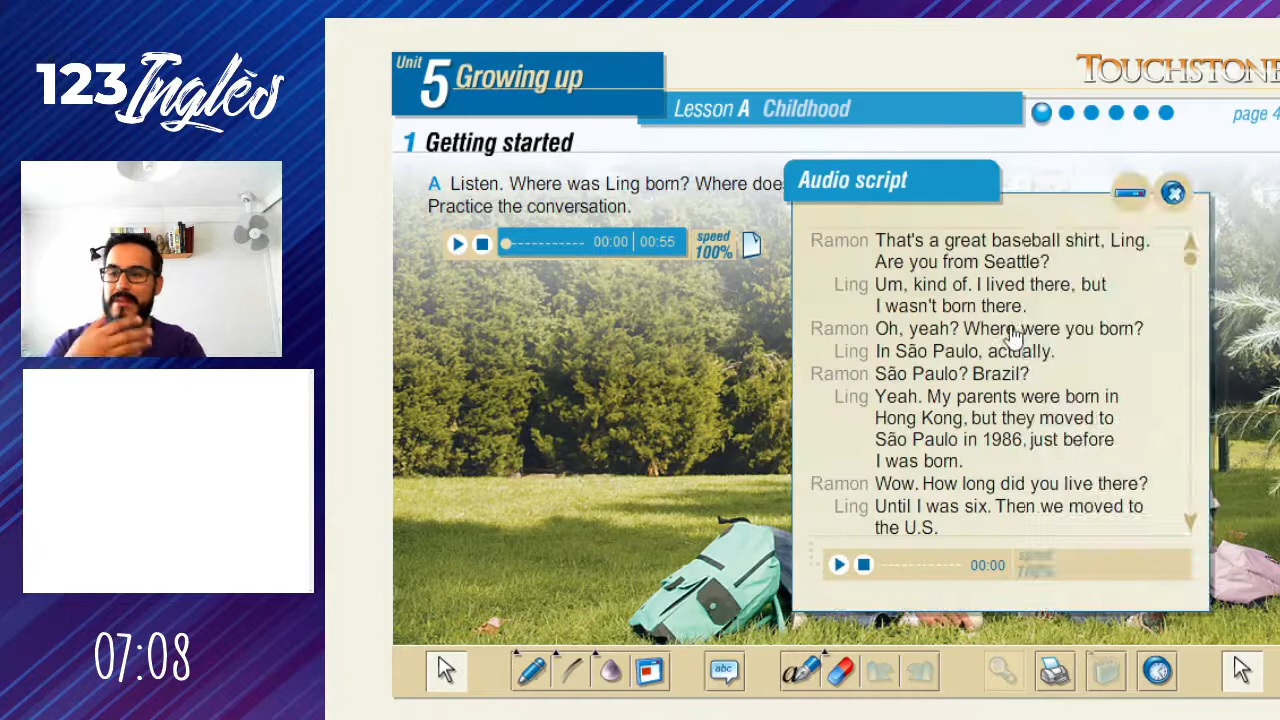 123 Inglès
Unit 5 Growing up
TOUCHSTONE
Lesson A Childhood
page 4
1 Getting started
A Listen. Where was Ling born? Where doe
Practice the conversation.
00:00 00:55 speed 100%
Audio script
Ramon That's a great baseball shirt, Ling.
Are you from Seattle?
Ling Um, kind of. I lived there, but
I wasn't born there.
Ramon Oh, yeah? Where were you born?
Ling In São Paulo, actually.
Ramon São Paulo? Brazil?
Ling Yeah. My parents were born in
Hong Kong, but they moved to
São Paulo in 1986, just before
I was born.
Ramon Wow. How long did you live there?
Ling Until I was six. Then we moved to
the U.S.
00:00 speed 100%
07:08
abc
a